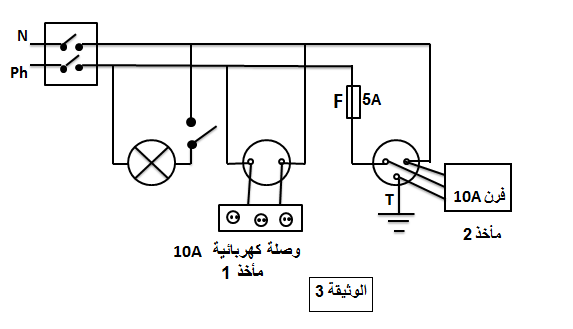 N
Ph
F 5A
T
فرن 10A
مأخذ 2
وصلة كهربائية 10A
مأخذ 1
الوثيقة 3